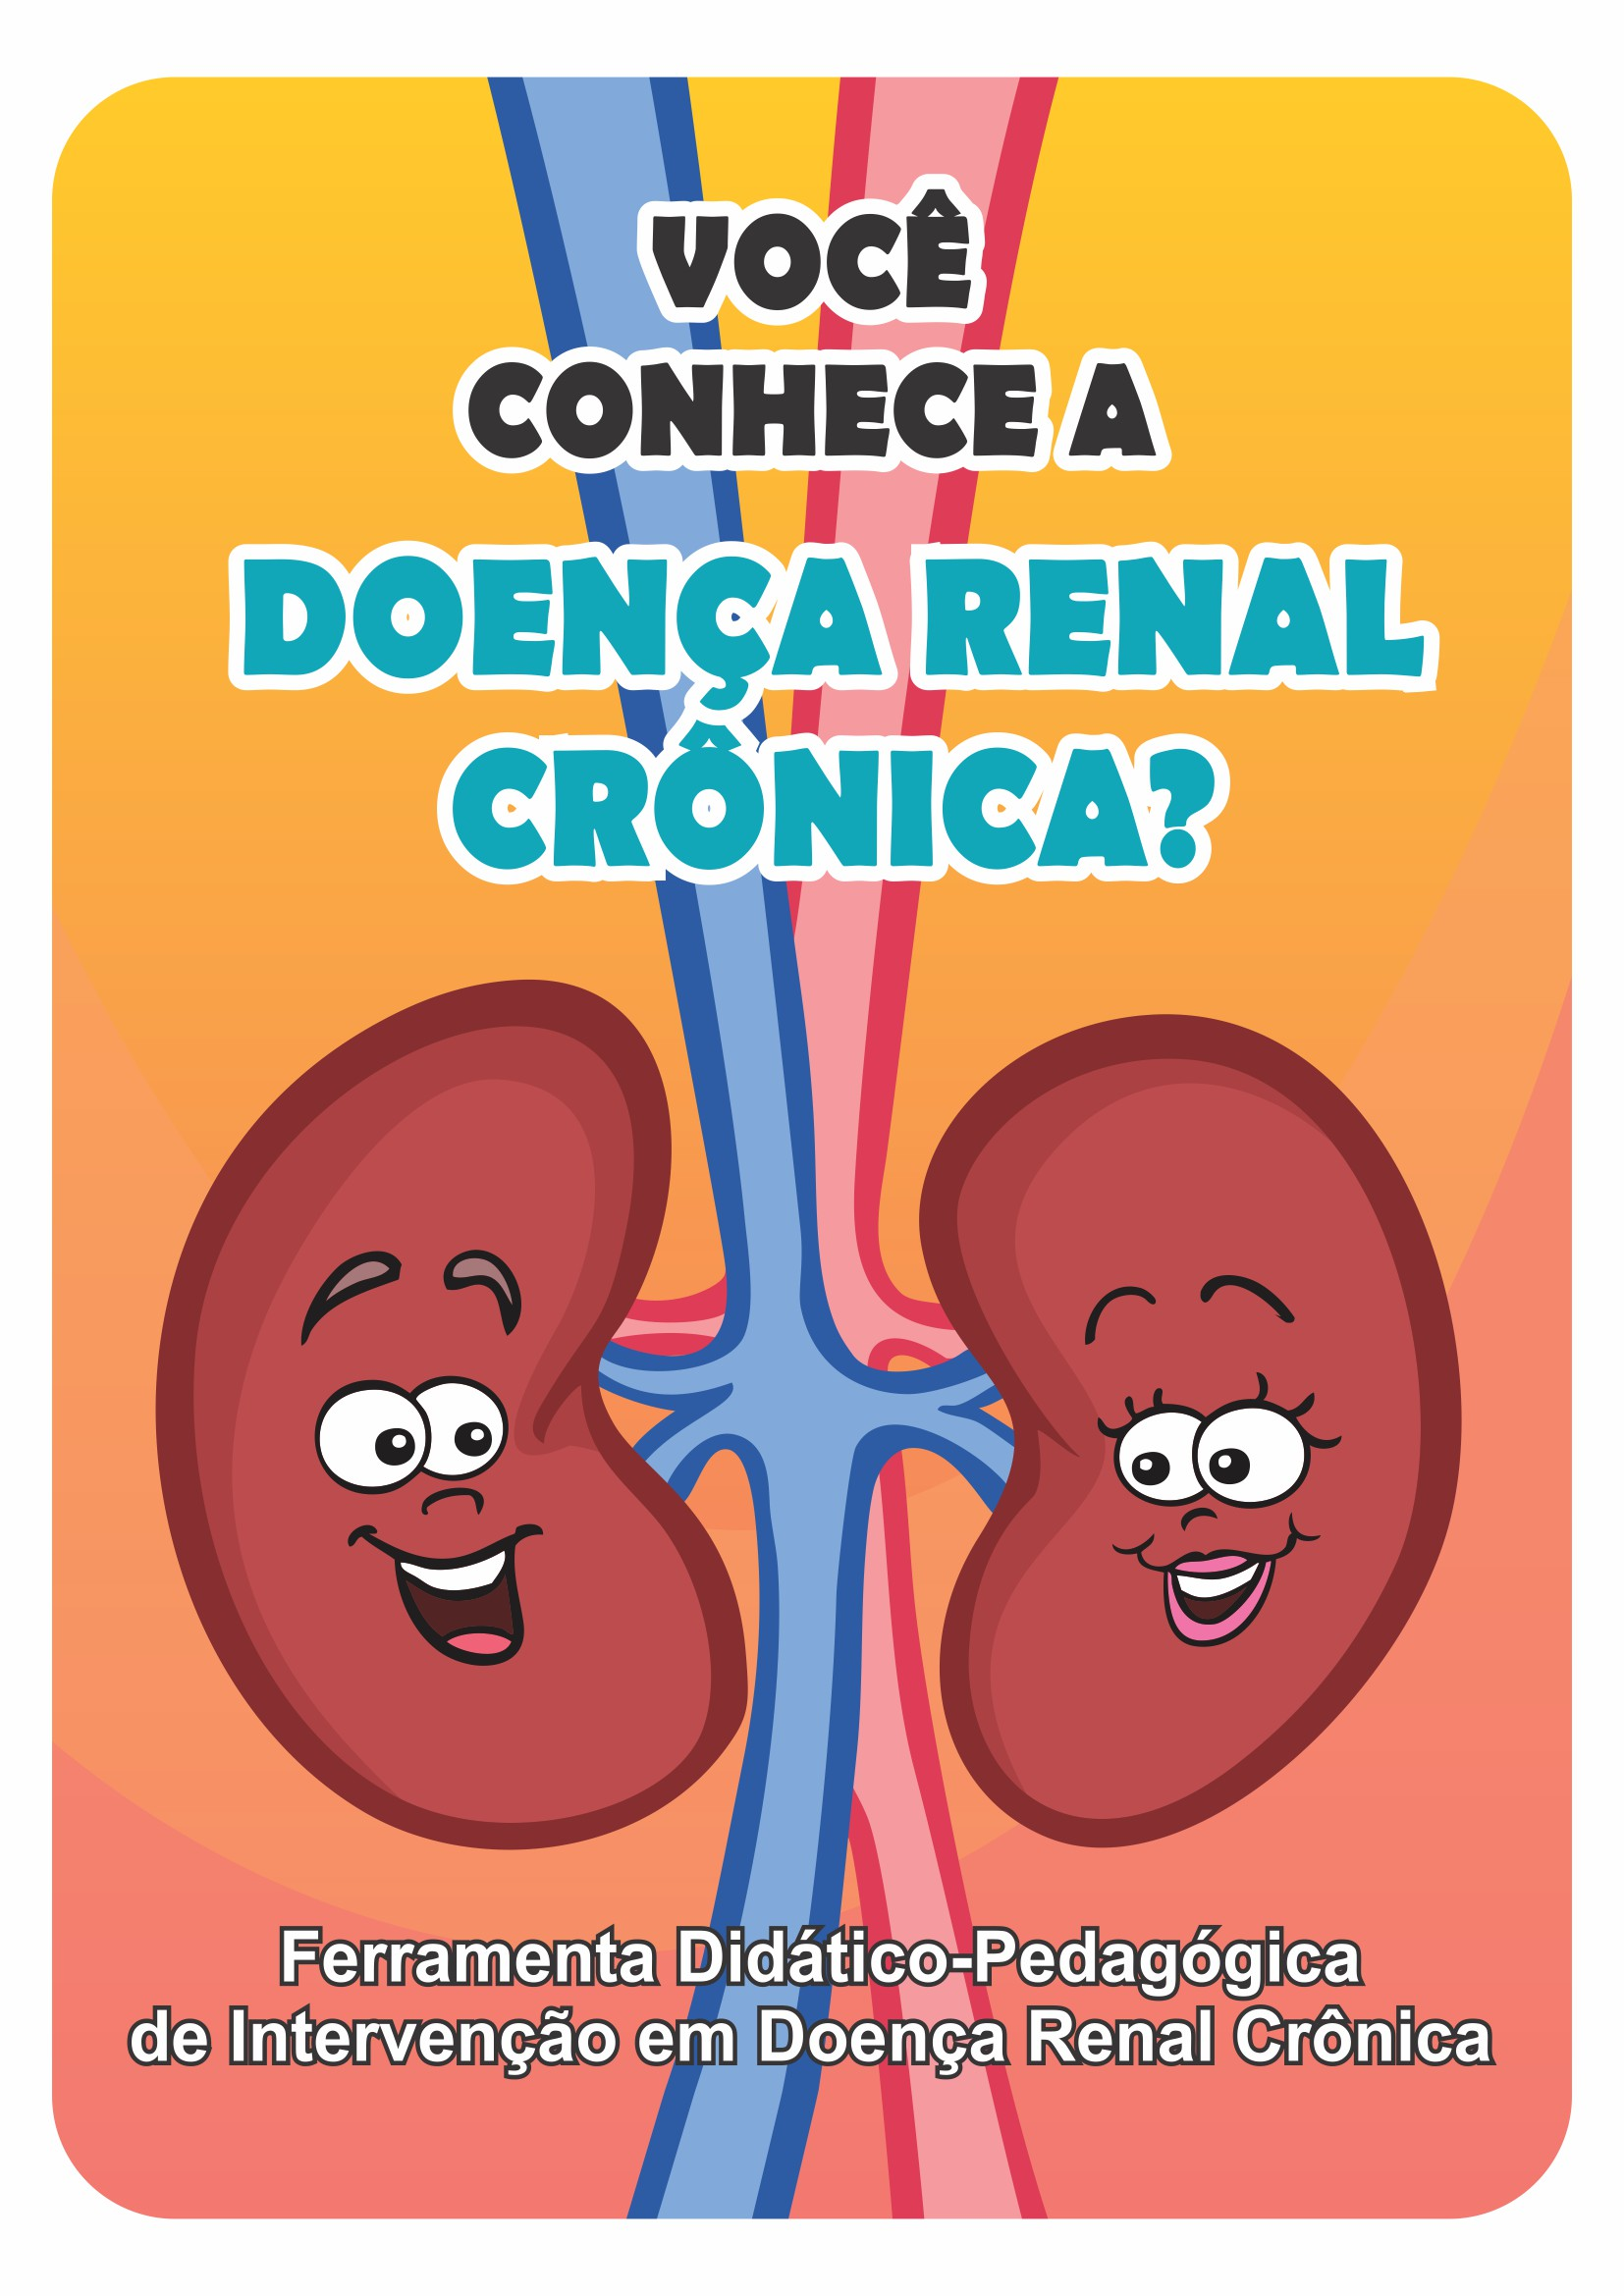 VOCÊ
CONHECE A
DOENÇA RENAL
CRÔNICA?
Ferramenta Didático-Pedagógica
de Intervenção em Doença Renal Crônica